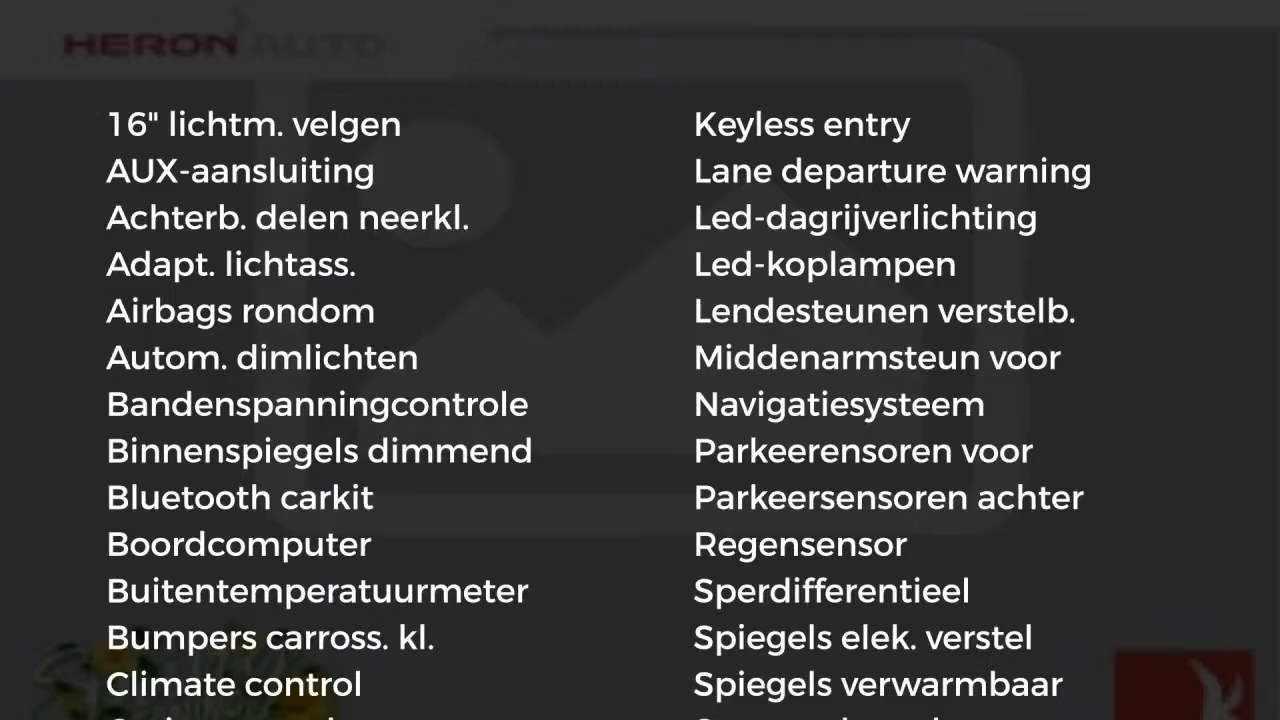 HERON AUTO
16" lichtm. velgen
AUX-aansluiting
Achterb. delen neerkl.
Adapt. lichtass.
Airbags rondom
Autom. dimlichten
Bandenspanningcontrole
Binnenspiegels dimmend
Bluetooth carkit
Boordcomputer
Buitentemperatuurmeter
Bumpers carross. kl.
Climate control
Keyless entry
Lane departure warning
Led-dagrijverlichting
Led-koplampen
Lendesteunen verstelb.
Middenarmsteun voor
Navigatiesysteem
Parkeerensoren voor
Parkeersensoren achter
Regensensor
Sperdifferentieel
Spiegels elek. verstel
Spiegels verwarmbaar